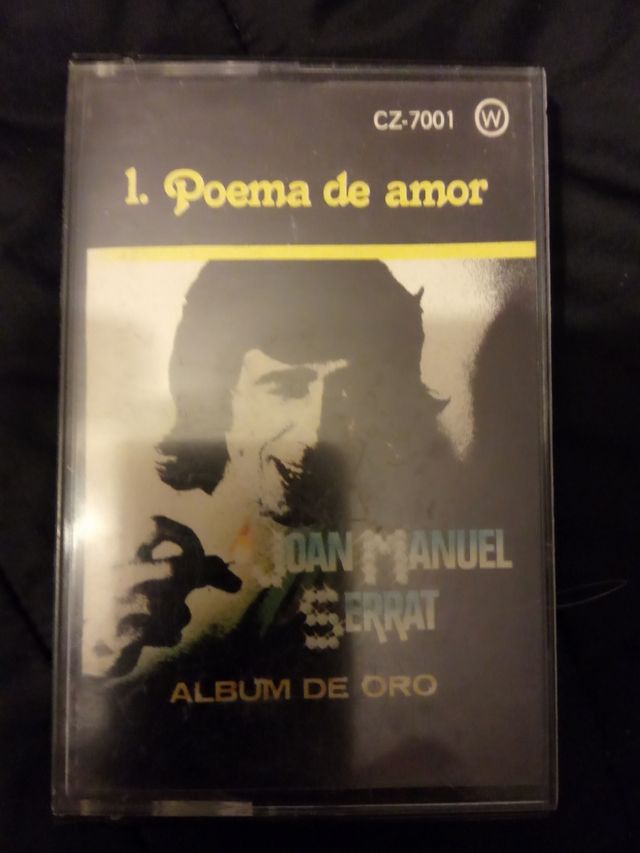 CZ-7001 W
1. Poema de amor
JOAN MANUEL
SERRAT
ALBUM DE ORO